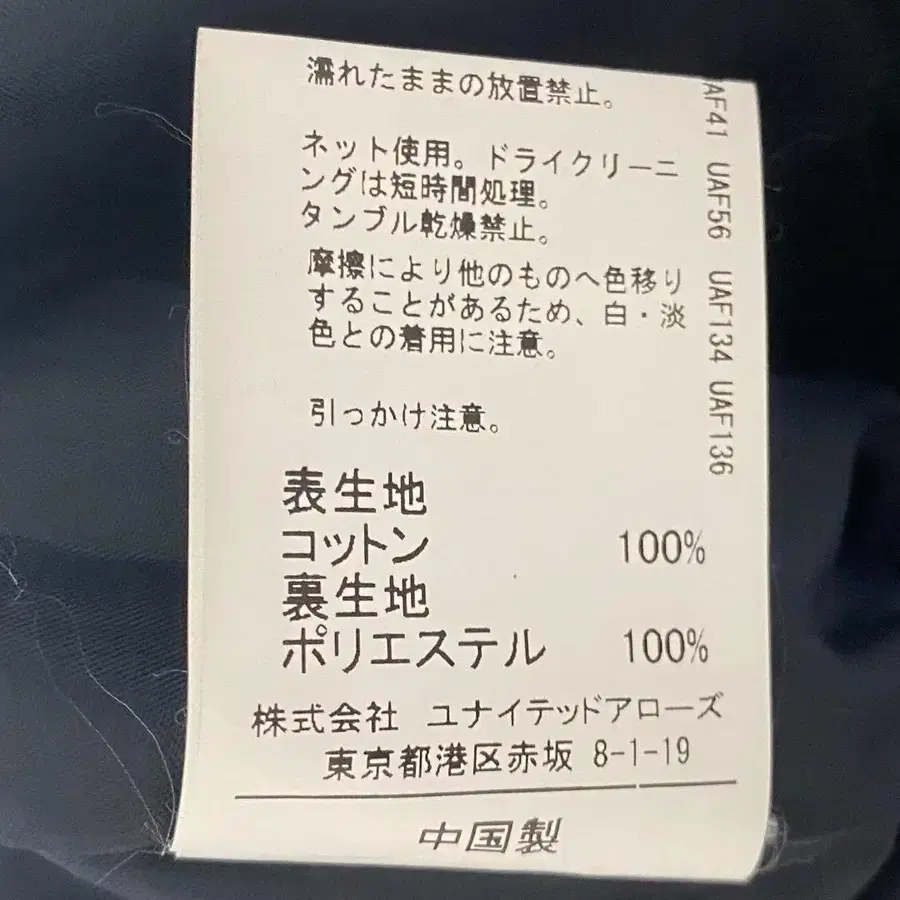 濡れたままの放置禁止。
ネット使用。ドライクリーニ
ングは短時間処理。
タンブル乾燥禁止。
摩擦により他のものへ色移り
することがあるため、白・淡
色との着用に注意。
引っかけ注意。
表生地
コットン 100%
裏生地
ポリエステル 100%
株式会社 ユナイテッドアローズ
東京都港区赤坂 8-1-19
中国製
UAF56 UAF134 UAF136